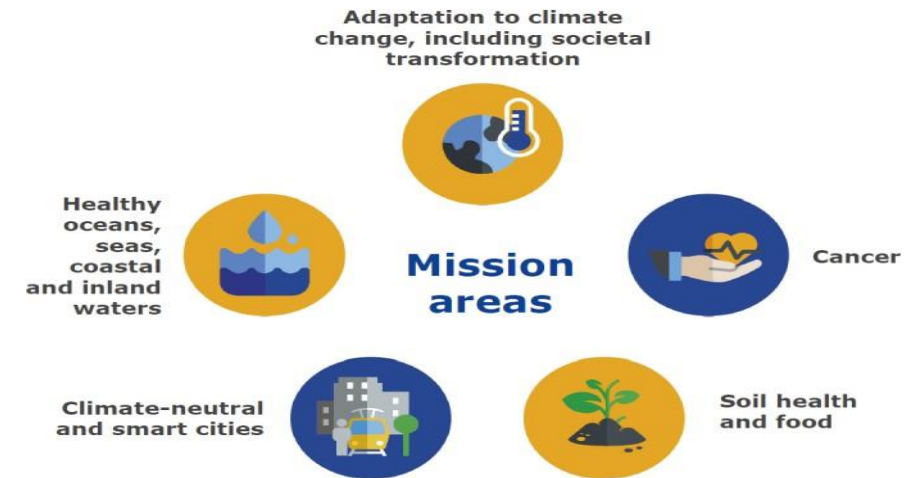 Adaptation to climate
change, including societal
transformation
Healthy
oceans,
seas,
coastal
and inland
waters
Mission
areas
Cancer
Climate-neutral
and smart cities
Soil health
and food